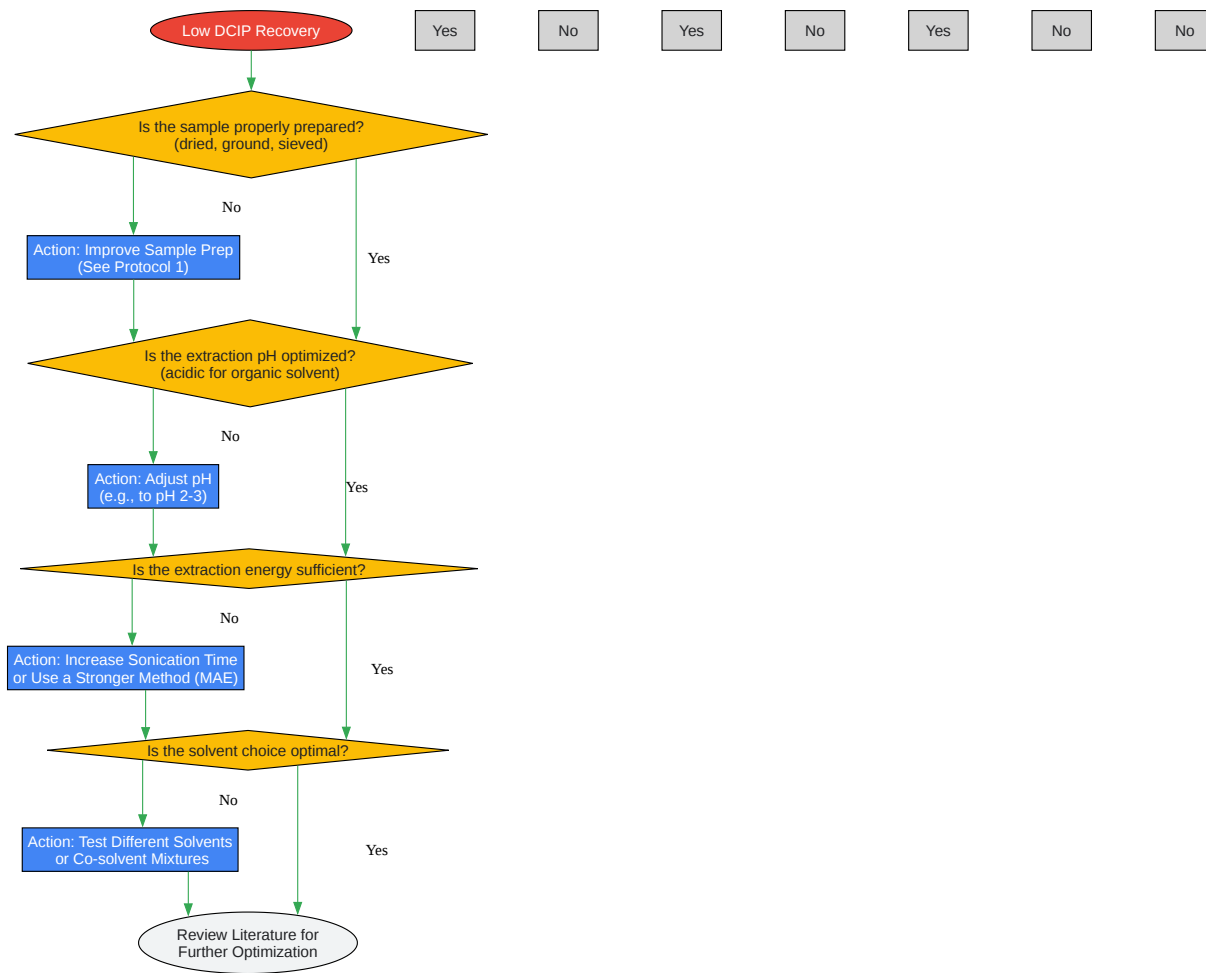 Low DCIP Recovery
Yes
No
Yes
No
Yes
No
No
Is the sample properly prepared?
(dried, ground, sieved)
No
Action: Improve Sample Prep
(See Protocol 1)
Yes
Is the extraction pH optimized?
(acidic for organic solvent)
No
Action: Adjust pH
(e.g., to pH 2-3)
Yes
Is the extraction energy sufficient?
No
Action: Increase Sonication Time
or Use a Stronger Method (MAE)
Yes
Is the solvent choice optimal?
No
Action: Test Different Solvents
or Co-solvent Mixtures
Yes
Review Literature for
Further Optimization